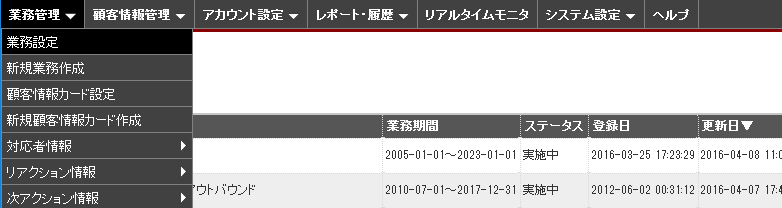 業務管理 ▼ 顧客情報管理 ▼ アカウント設定 ▼ レポート・履歴 ▼ リアルタイムモニタ システム設定 ▼ ヘルプ
業務設定
新規業務作成
顧客情報カード設定
新規顧客情報カード作成
業務期間 ステータス 登録日 更新日▼
対応者情報 ▶
2005-01-01～2023-01-01 実施中 2016-03-25 17:23:29 2016-04-08 11:0
リアクション情報 ▶
ウトバウンド 2010-07-01～2017-12-31 実施中 2012-06-02 00:31:12 2016-04-07 17:4
次アクション情報 ▶